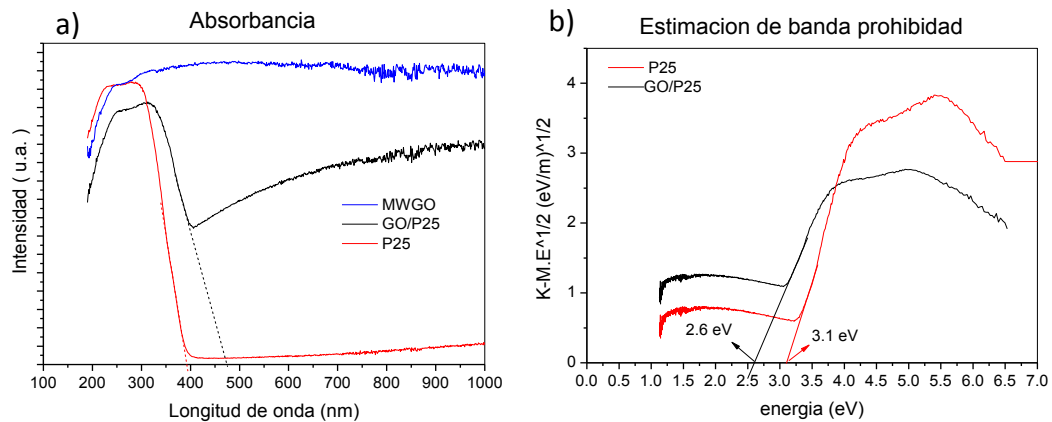 a)
Absorbancia
Intensidad ( u.a. )
MWGO
GO/P25
P25
100 200 300 400 500 600 700 800 900 1000
Longitud de onda (nm)
b)
Estimacion de banda prohibidad
K-M.E^1/2 (eV/m)^1/2
4
3
2
1
0
P25
GO/P25
2.6 eV
3.1 eV
0.0 0.5 1.0 1.5 2.0 2.5 3.0 3.5 4.0 4.5 5.0 5.5 6.0 6.5 7.0
energia (eV)